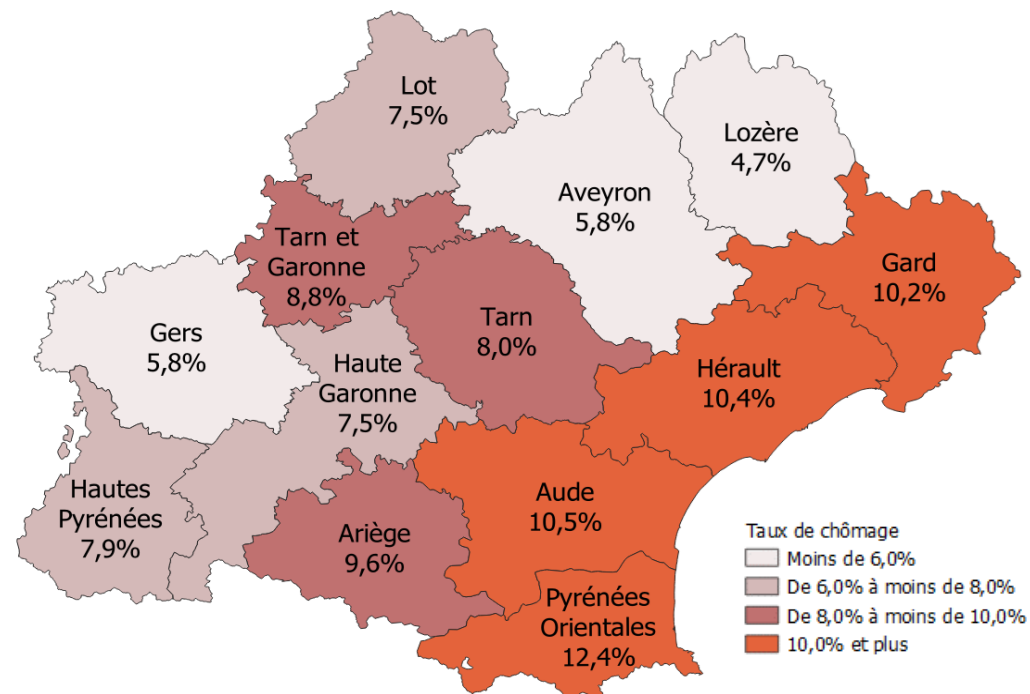 Lot
7,5%
Lozère
4,7%
Aveyron
5,8%
Tarn et
Garonne
8,8%
Gard
10,2%
Gers
5,8%
Tarn
8,0%
Haute
Garonne
7,5%
Hérault
10,4%
Hautes
Pyrénées
7,9%
Ariège
9,6%
Aude
10,5%
Pyrénées
Orientales
12,4%
Taux de chômage
Moins de 6,0%
De 6,0% à moins de 8,0%
De 8,0% à moins de 10,0%
10,0% et plus